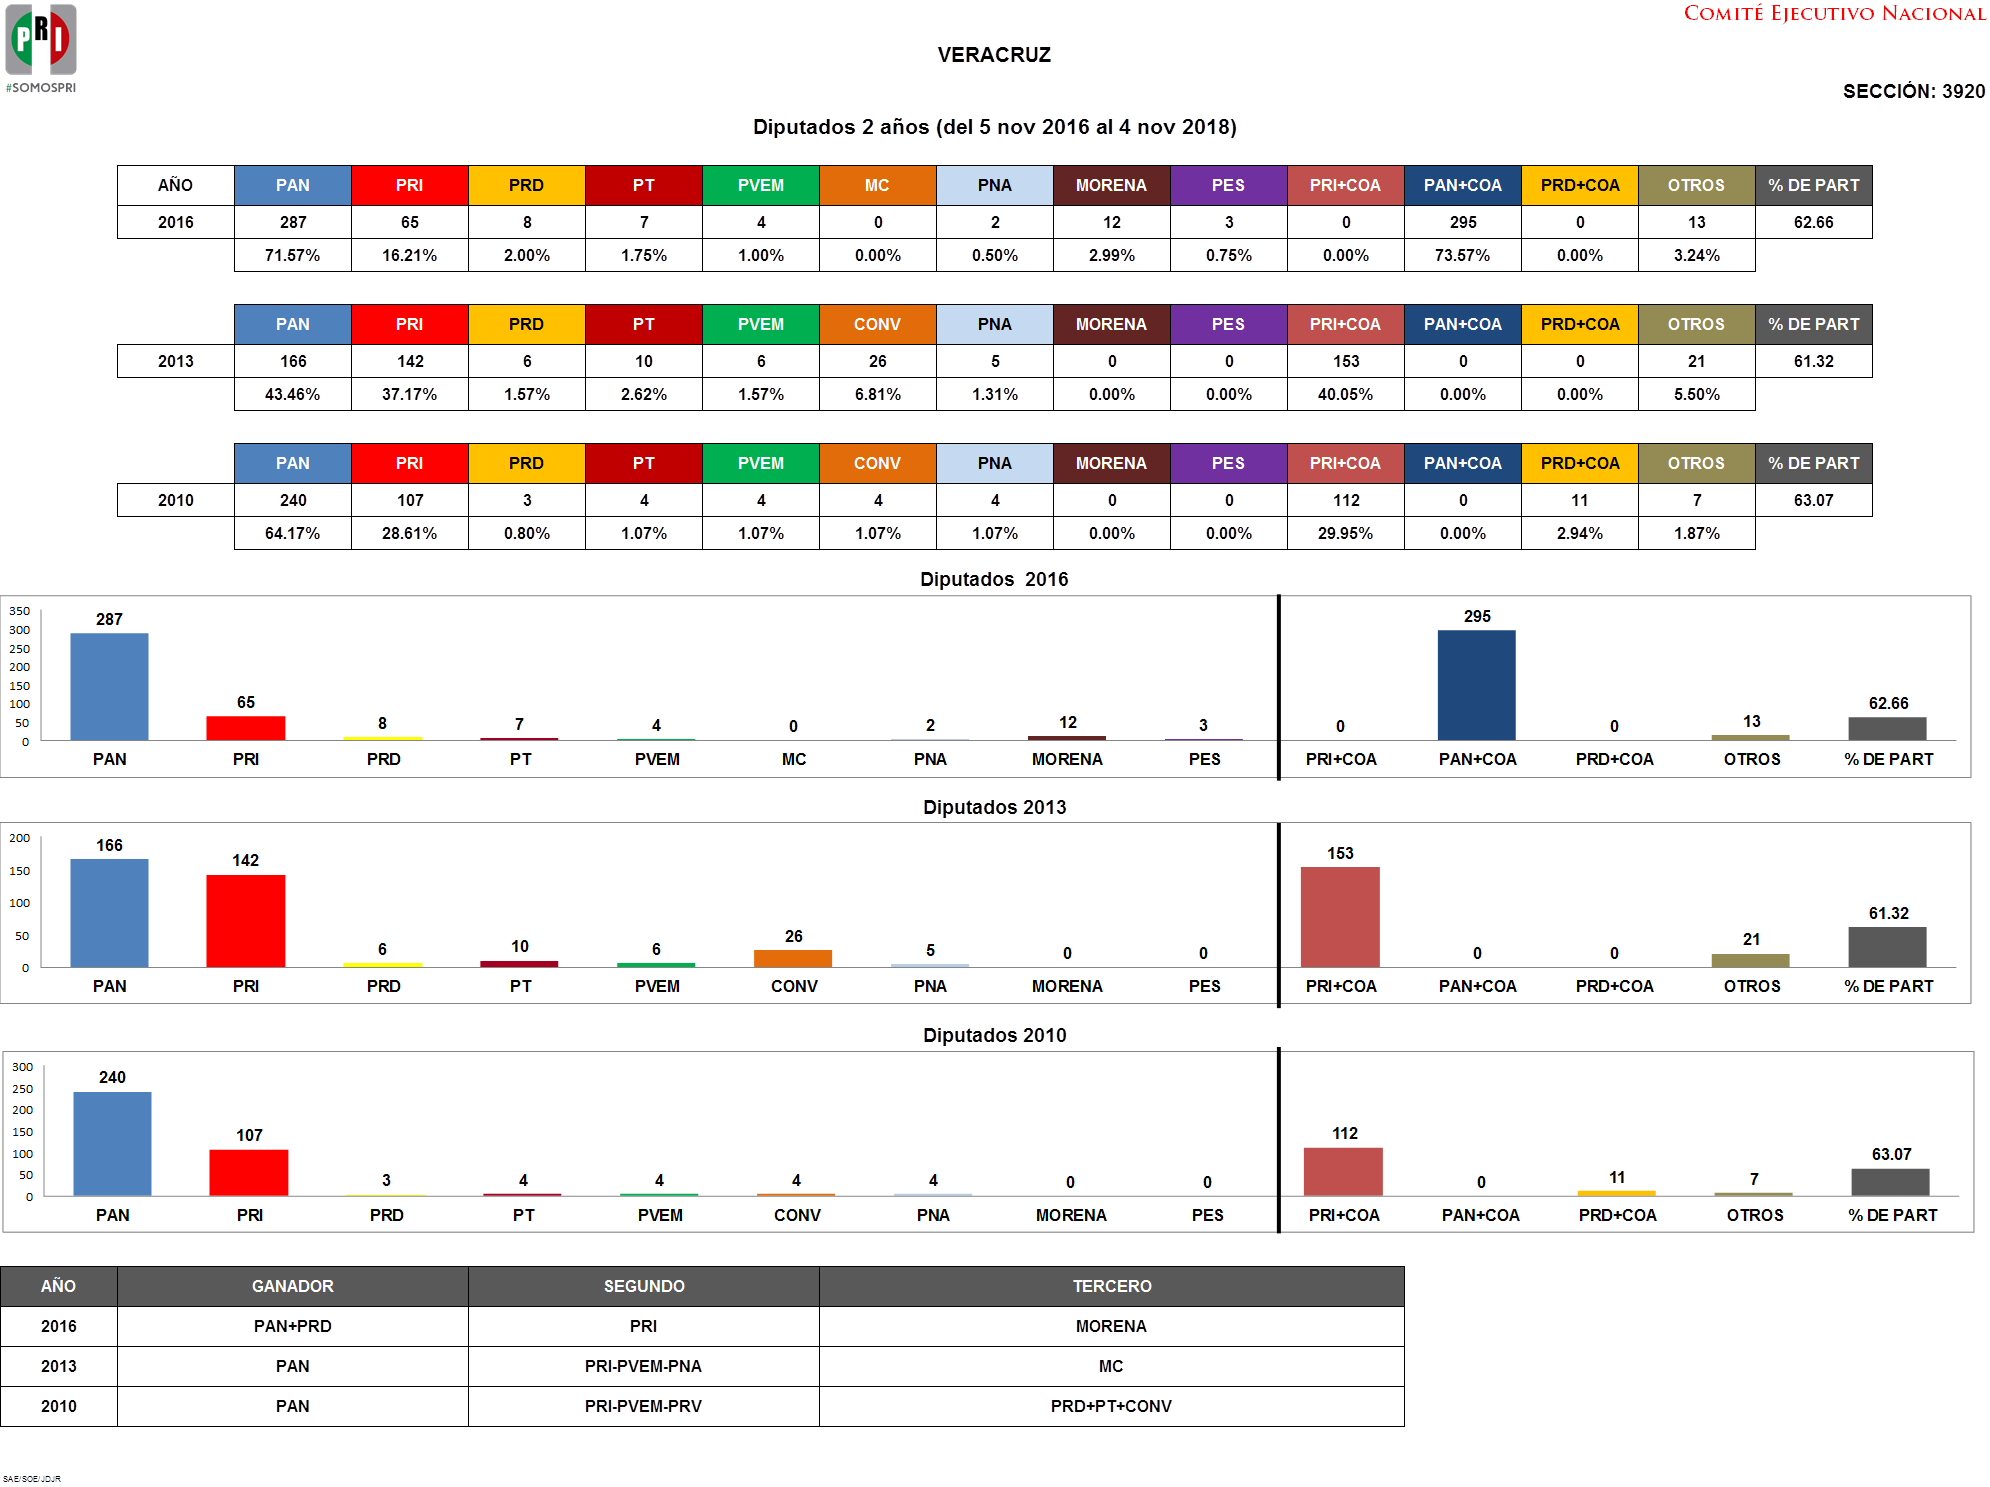 PRI
#SOMOSPRI
COMITÉ EJECUTIVO NACIONAL
VERACRUZ
SECCIÓN: 3920
Diputados 2 años (del 5 nov 2016 al 4 nov 2018)
AÑO PAN PRI PRD PT PVEM MC PNA MORENA PES PRI+COA PAN+COA PRD+COA OTROS % DE PART
2016 287 65 8 7 4 0 2 12 3 0 295 0 13 62.66
71.57% 16.21% 2.00% 1.75% 1.00% 0.00% 0.50% 2.99% 0.75% 0.00% 73.57% 0.00% 3.24%
PAN PRI PRD PT PVEM CONV PNA MORENA PES PRI+COA PAN+COA PRD+COA OTROS % DE PART
2013 166 142 6 10 6 26 5 0 0 153 0 0 21 61.32
43.46% 37.17% 1.57% 2.62% 1.57% 6.81% 1.31% 0.00% 0.00% 40.05% 0.00% 0.00% 5.50%
PAN PRI PRD PT PVEM CONV PNA MORENA PES PRI+COA PAN+COA PRD+COA OTROS % DE PART
2010 240 107 3 4 4 4 4 0 0 112 0 11 7 63.07
64.17% 28.61% 0.80% 1.07% 1.07% 1.07% 1.07% 0.00% 0.00% 29.95% 0.00% 2.94% 1.87%
Diputados 2016
350
300
250
200
150
100
50
0
287 65 8 7 4 0 2 12 3 0 295 0 13 62.66
PAN PRI PRD PT PVEM MC PNA MORENA PES PRI+COA PAN+COA PRD+COA OTROS % DE PART
Diputados 2013
200
150
100
50
0
166 142 6 10 6 26 5 0 0 153 0 0 21 61.32
PAN PRI PRD PT PVEM CONV PNA MORENA PES PRI+COA PAN+COA PRD+COA OTROS % DE PART
Diputados 2010
300
250
200
150
100
50
0
240 107 3 4 4 4 4 0 0 112 0 11 7 63.07
PAN PRI PRD PT PVEM CONV PNA MORENA PES PRI+COA PAN+COA PRD+COA OTROS % DE PART
AÑO GANADOR SEGUNDO TERCERO
2016 PAN+PRD PRI MORENA
2013 PAN PRI-PVEM-PNA MC
2010 PAN PRI-PVEM-PRV PRD+PT+CONV
SAE/SOE/JDJR